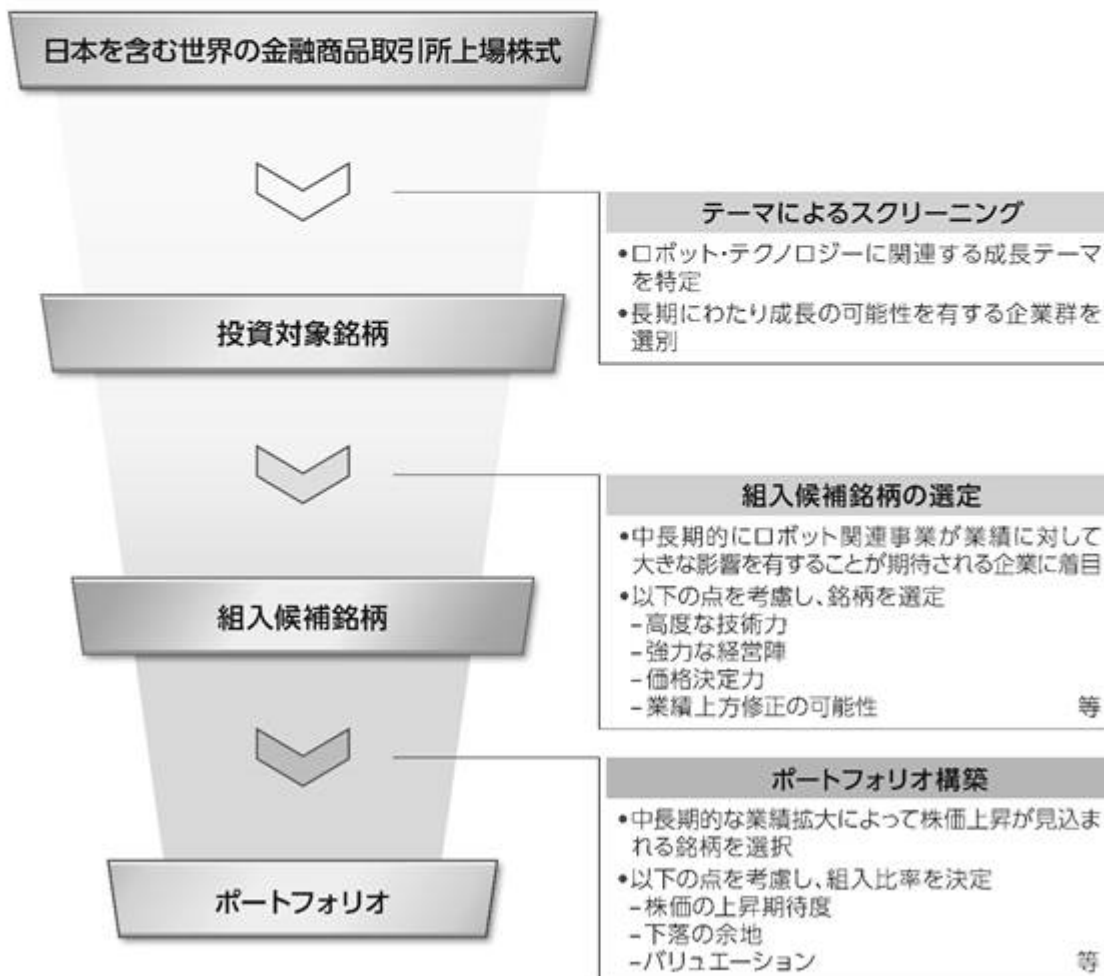 日本を含む世界の金融商品取引所上場株式
テーマによるスクリーニング
•ロボット・テクノロジーに関連する成長テーマ
を特定
•長期にわたり成長の可能性を有する企業群を
選別
投資対象銘柄
組入候補銘柄の選定
•中長期的にロボット関連事業が業績に対して
大きな影響を有することが期待される企業に着目
•以下の点を考慮し、銘柄を選定
-高度な技術力
-強力な経営陣
-価格決定力
-業績上方修正の可能性 等
組入候補銘柄
ポートフォリオ構築
•中長期的な業績拡大によって株価上昇が見込ま
れる銘柄を選択
•以下の点を考慮し、組入比率を決定
-株価の上昇期待度
-下落の余地
-バリュエーション 等
ポートフォリオ